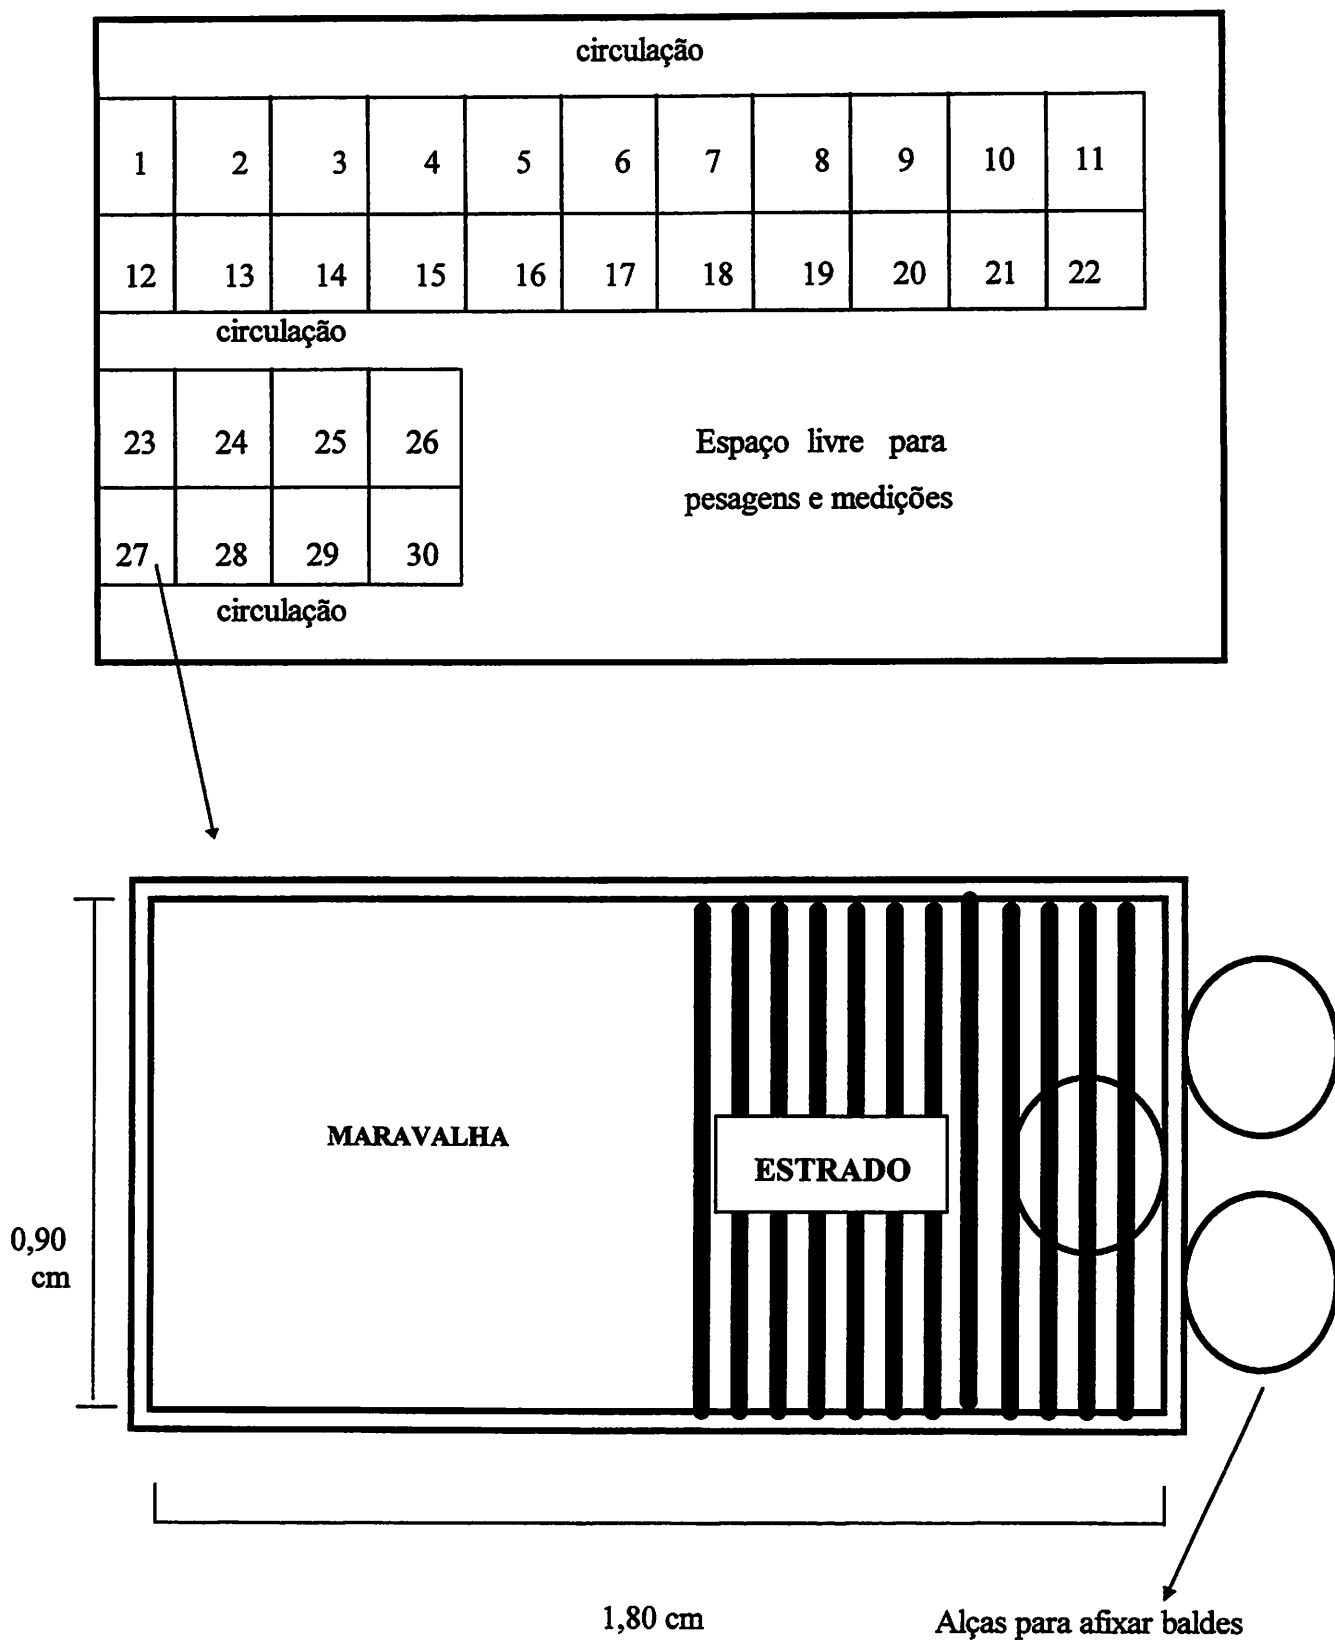 circulação
1 2 3 4 5 6 7 8 9 10 11
12 13 14 15 16 17 18 19 20 21 22
circulação
23 24 25 26
Espaço livre para
pesagens e medições
27 28 29 30
circulação
MARAVALHA
ESTRADO
0,90
cm
1,80 cm
Alças para afixar baldes